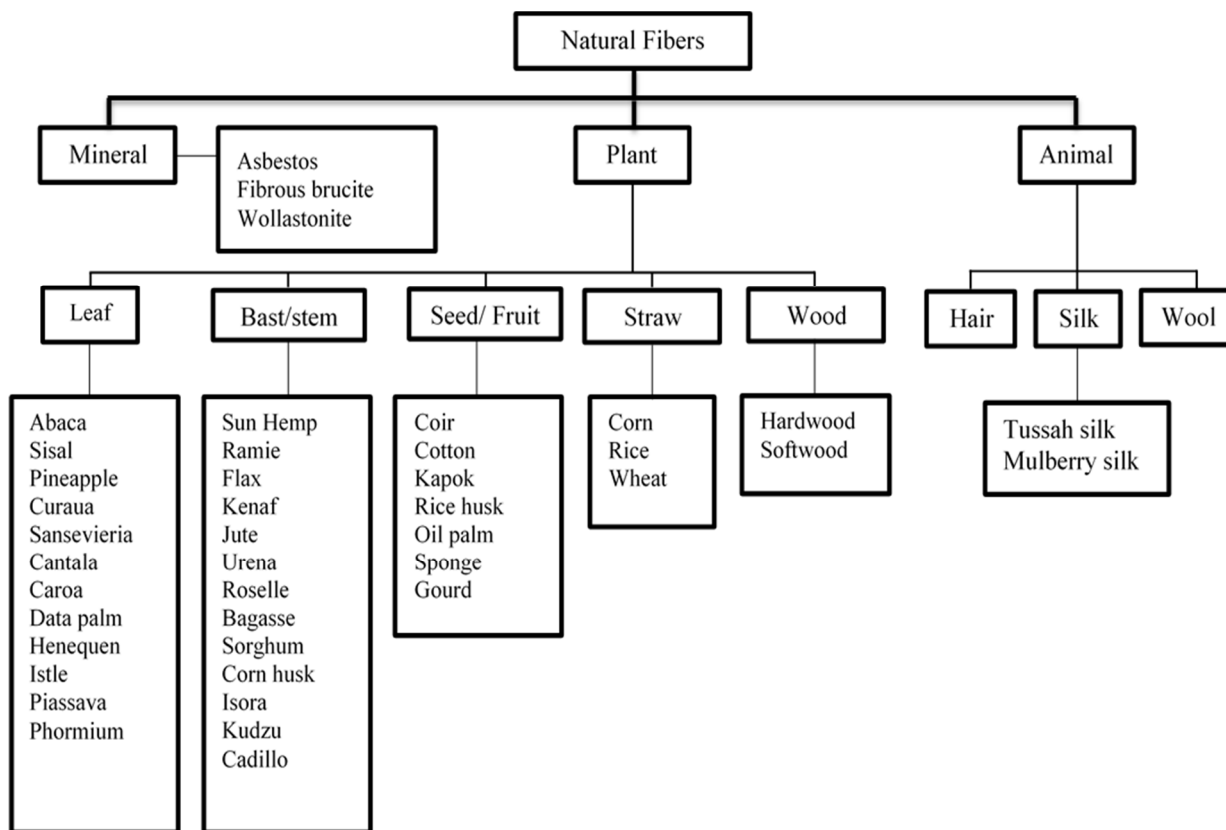 Natural Fibers
Mineral
Asbestos
Fibrous brucite
Wollastonite
Plant
Animal
Leaf
Bast/stem
Seed/ Fruit
Straw
Wood
Hair
Silk
Wool
Abaca
Sisal
Pineapple
Curaua
Sansevieria
Cantala
Caroa
Data palm
Henequen
Istle
Piassava
Phormium
Sun Hemp
Ramie
Flax
Kenaf
Jute
Urena
Roselle
Bagasse
Sorghum
Corn husk
Isora
Kudzu
Cadillo
Coir
Cotton
Kapok
Rice husk
Oil palm
Sponge
Gourd
Corn
Rice
Wheat
Hardwood
Softwood
Tussah silk
Mulberry silk